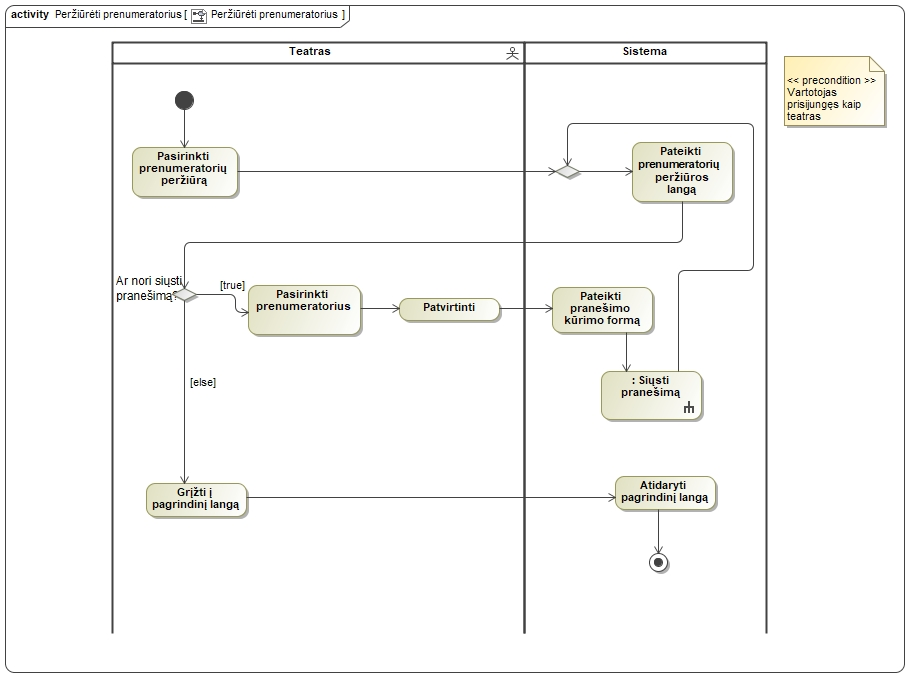 activity Peržiūrėti prenumeratorius [ Peržiūrėti prenumeratorius ]
Teatras
Sistema
<< precondition >>
Vartotojas
prisijungęs kaip
teatras
Pasirinkti
prenumeratorių
peržiūrą
Pateikti
prenumeratorių
peržiūros
langą
Ar nori siųsti
pranešimą?
[true]
Pasirinkti
prenumeratorius
Patvirtinti
Pateikti
pranešimo
kūrimo formą
[else]
: Siųsti
pranešimą
Grįžti į
pagrindinį langą
Atidaryti
pagrindinį langą